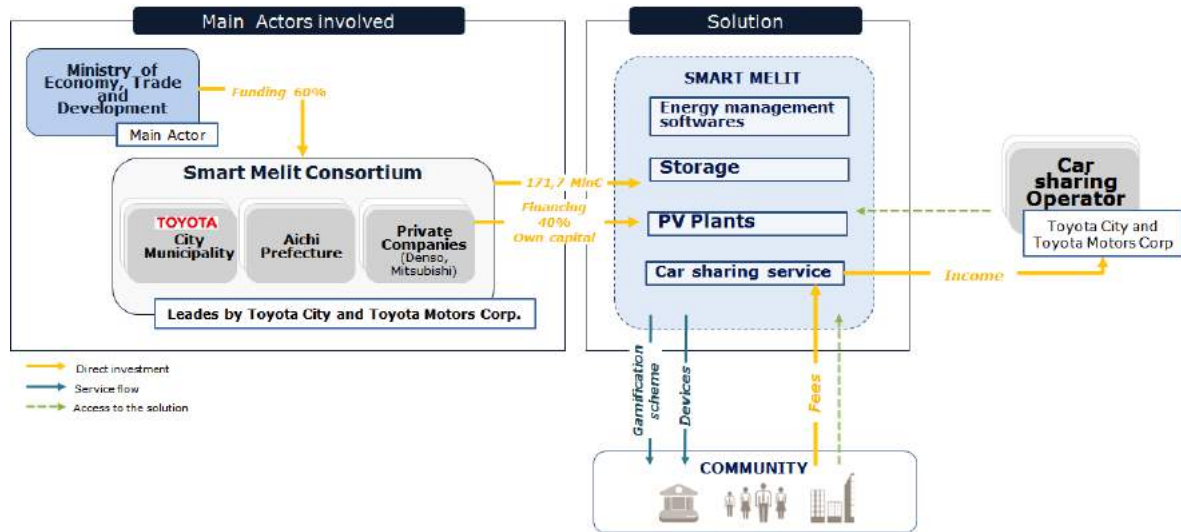 Main Actors involved
Solution
Ministry of
Economy, Trade
and
Development
Main Actor
Funding 60%
Smart Melit Consortium
TOYOTA
City
Municipality
Aichi
Prefecture
Private
Companies
(Denso,
Mitsubishi)
Leades by Toyota City and Toyota Motors Corp.
171,7 Mln€
Financing
40%
Own capital
SMART MELIT
Energy management
softwares
Storage
PV Plants
Car sharing service
Car
sharing
Operator
Toyota City and
Toyota Motors Corp
Income
Direct investment
Service flow
Access to the solution
Gamification
scheme
Devices
Fees
COMMUNITY